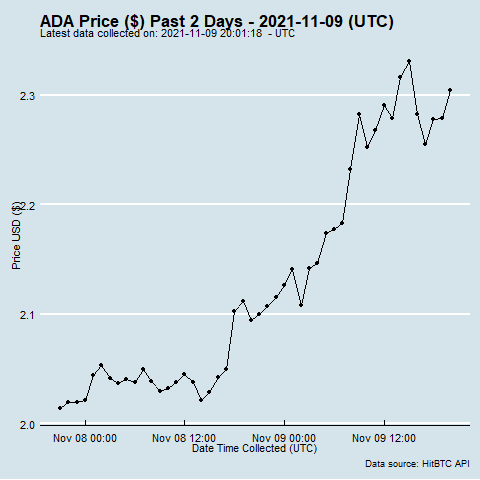 ADA Price ($) Past 2 Days - 2021-11-09 (UTC)
Latest data collected on: 2021-11-09 20:01:18 - UTC
2.3
2.2
2.1
2.0
Price USD ($)
Nov 08 00:00 Nov 08 12:00 Nov 09 00:00 Nov 09 12:00
Date Time Collected (UTC)
Data source: HitBTC API